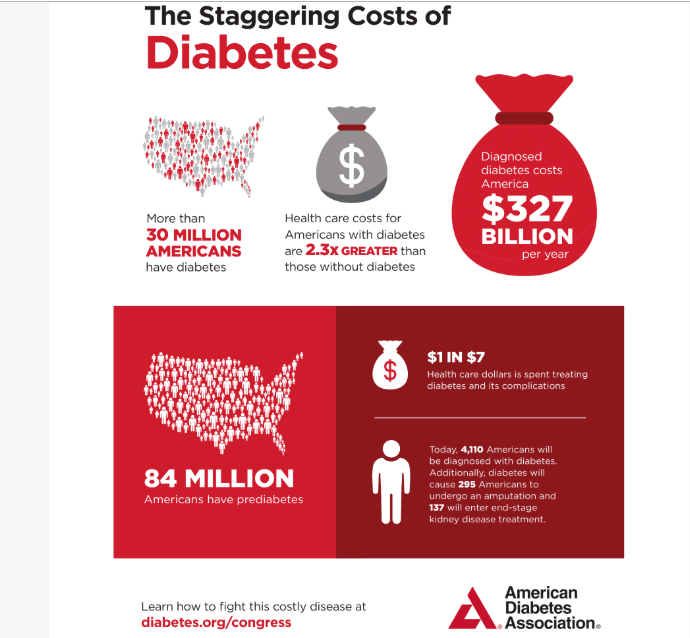 The Staggering Costs of
Diabetes
More than
30 MILLION
AMERICANS
have diabetes
$
Health care costs for
Americans with diabetes
are 2.3x GREATER than
those without diabetes
Diagnosed
diabetes costs
America
$327
BILLION
per year
84 MILLION
Americans have prediabetes
$
$1 IN $7
Health care dollars is spent treating
diabetes and its complications
Today, 4,110 Americans will
be diagnosed with diabetes.
Additionally, diabetes will
cause 295 Americans to
undergo an amputation and
137 will enter end-stage
kidney disease treatment.
Learn how to fight this costly disease at
diabetes.org/congress
American
Diabetes
Association®